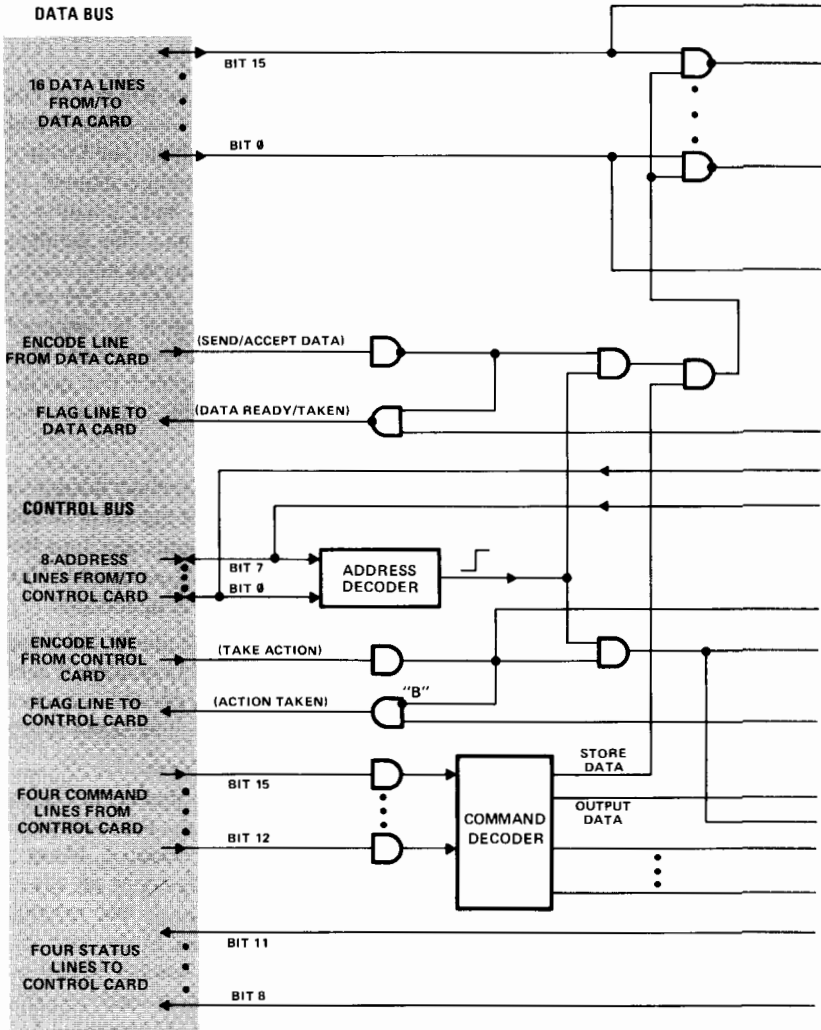 DATA BUS
BIT 15
16 DATA LINES
FROM/TO
DATA CARD
BIT 0
ENCODE LINE
FROM DATA CARD
(SEND/ACCEPT DATA)
FLAG LINE TO
DATA CARD
(DATA READY/TAKEN)
CONTROL BUS
8-ADDRESS
LINES FROM/TO
CONTROL CARD
BIT 7
BIT 0
ADDRESS
DECODER
ENCODE LINE
FROM CONTROL
CARD
(TAKE ACTION)
FLAG LINE TO
CONTROL CARD
(ACTION TAKEN)
"B"
FOUR COMMAND
LINES FROM
CONTROL CARD
BIT 15
BIT 12
COMMAND
DECODER
STORE
DATA
OUTPUT
DATA
FOUR STATUS
LINES TO
CONTROL CARD
BIT 11
BIT 8